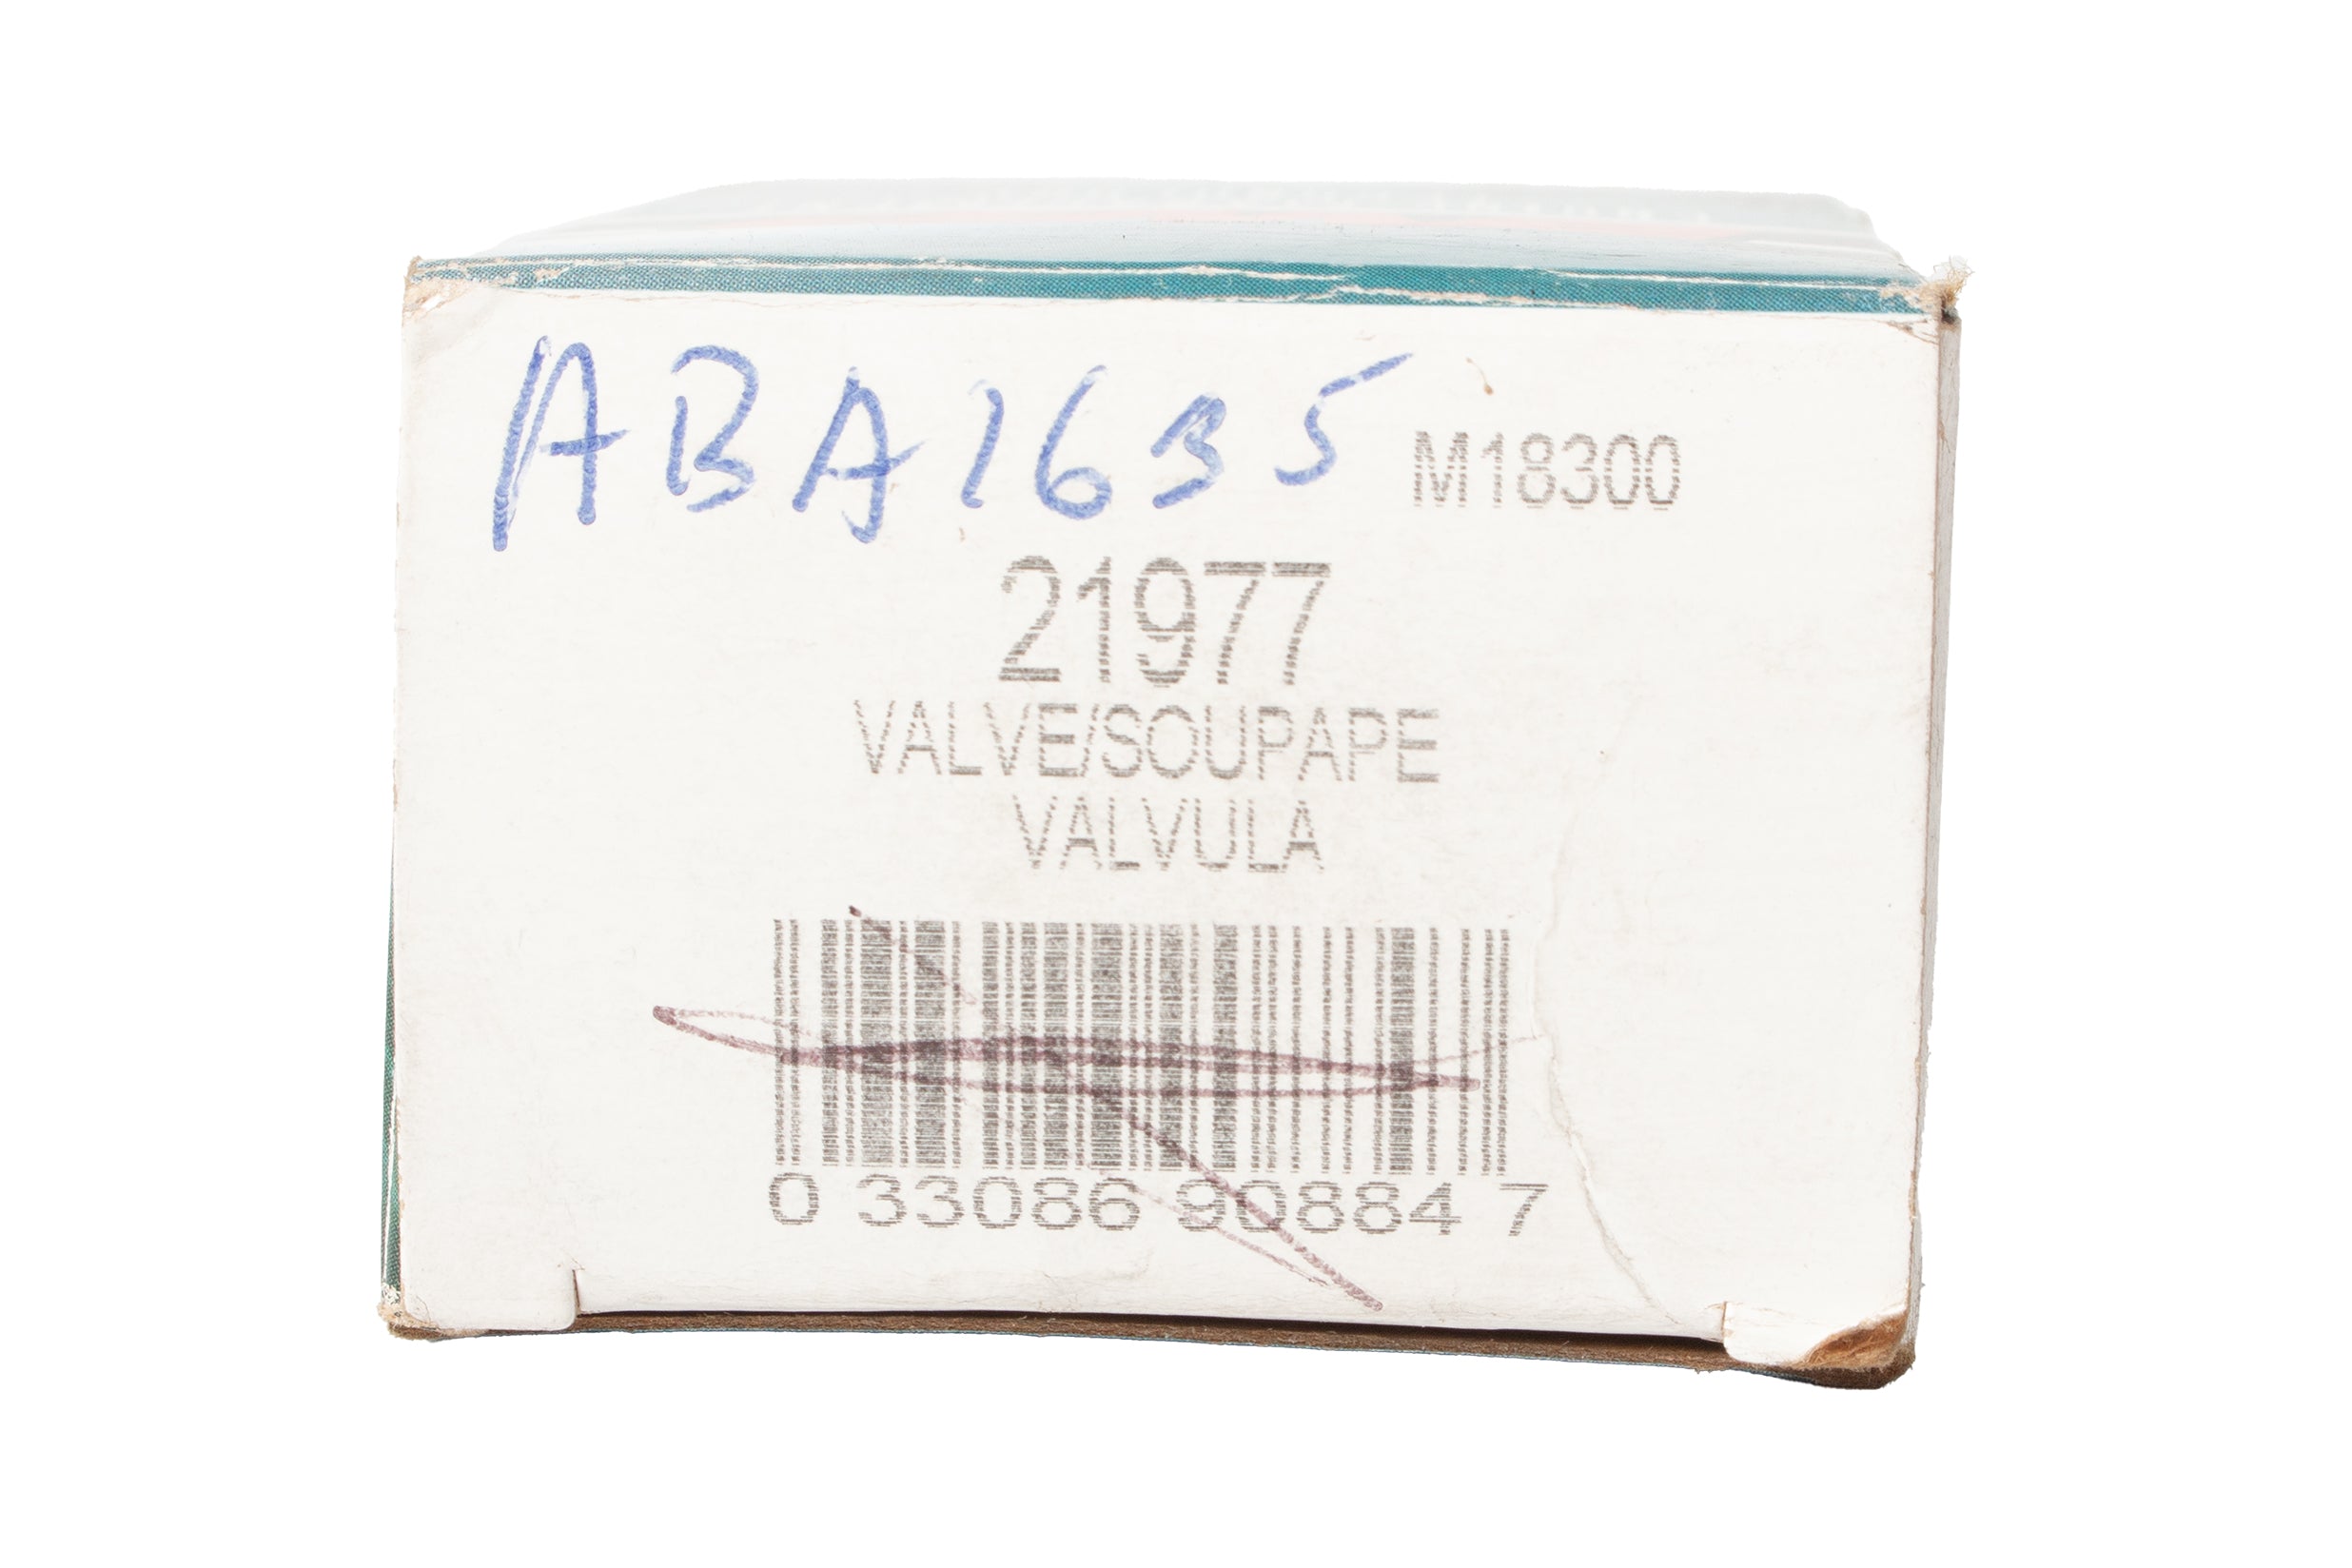 ABA1635
M18300
21977
VALVE/SOUPAPE
VALVULA
0 33086 90884 7